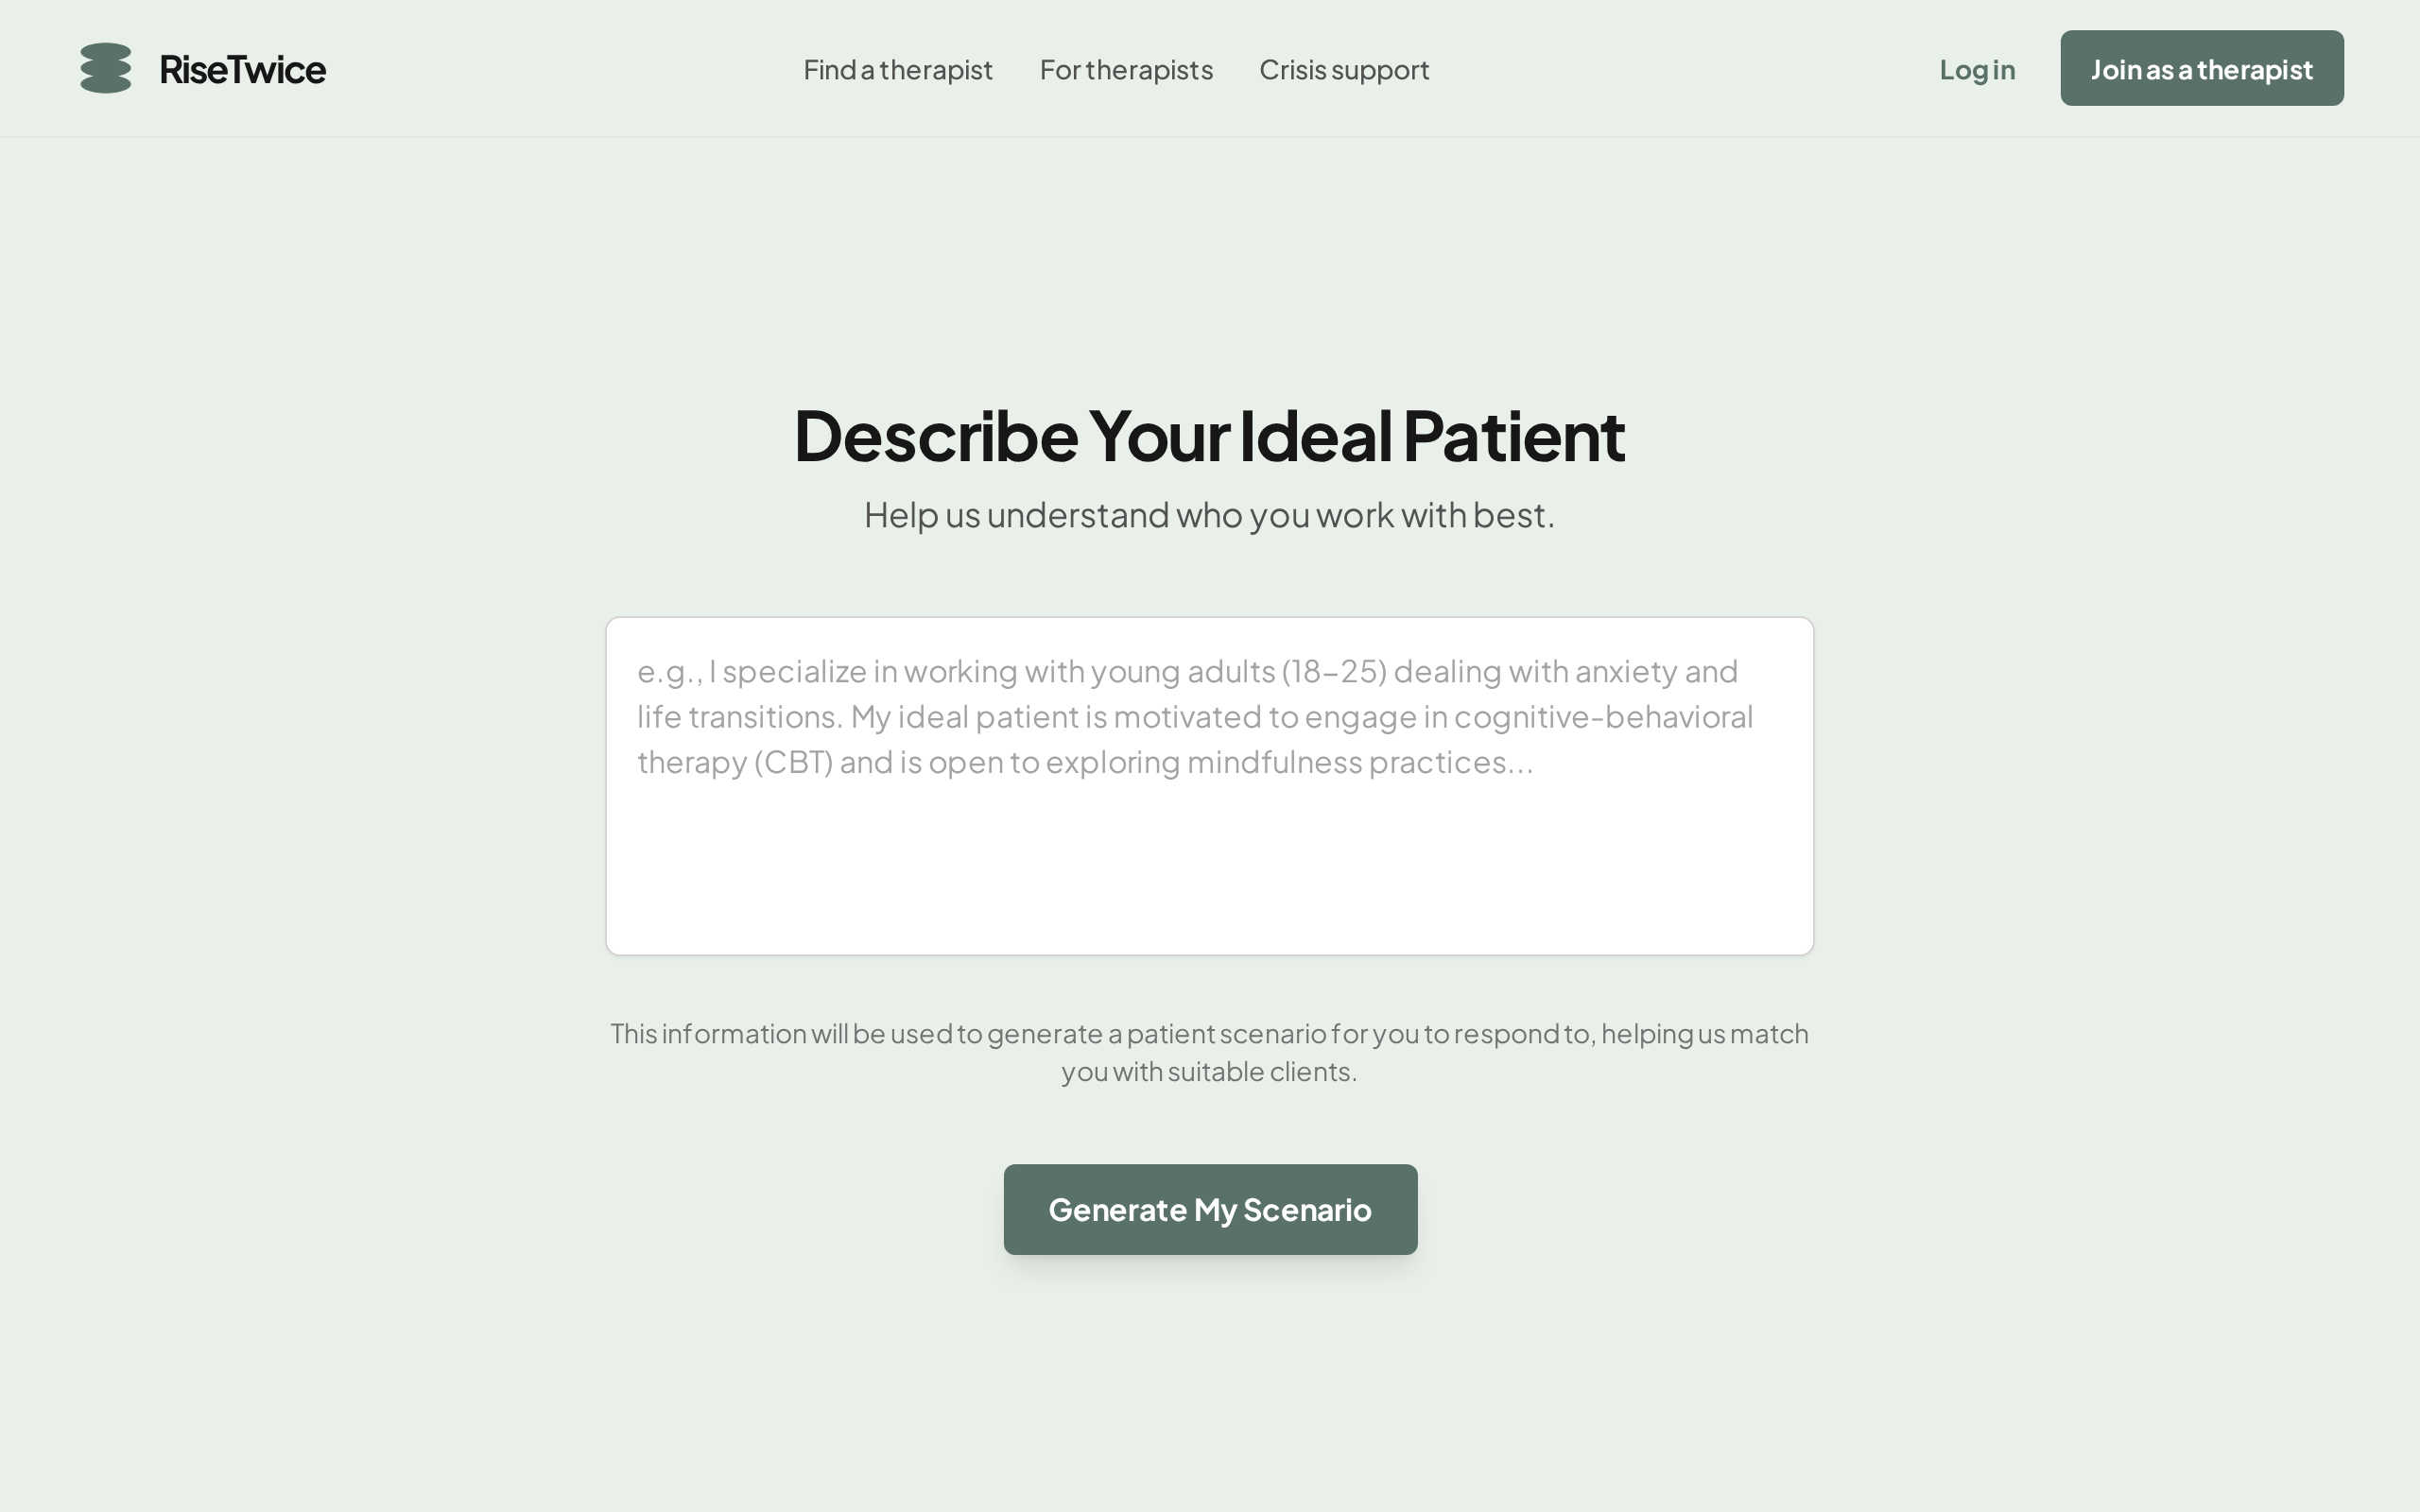 RiseTwice
Find a therapist
For therapists
Crisis support
Log in
Join as a therapist
Describe Your Ideal Patient
Help us understand who you work with best.
e.g., I specialize in working with young adults (18–25) dealing with anxiety and
life transitions. My ideal patient is motivated to engage in cognitive-behavioral
therapy (CBT) and is open to exploring mindfulness practices...
This information will be used to generate a patient scenario for you to respond to, helping us match
you with suitable clients.
Generate My Scenario